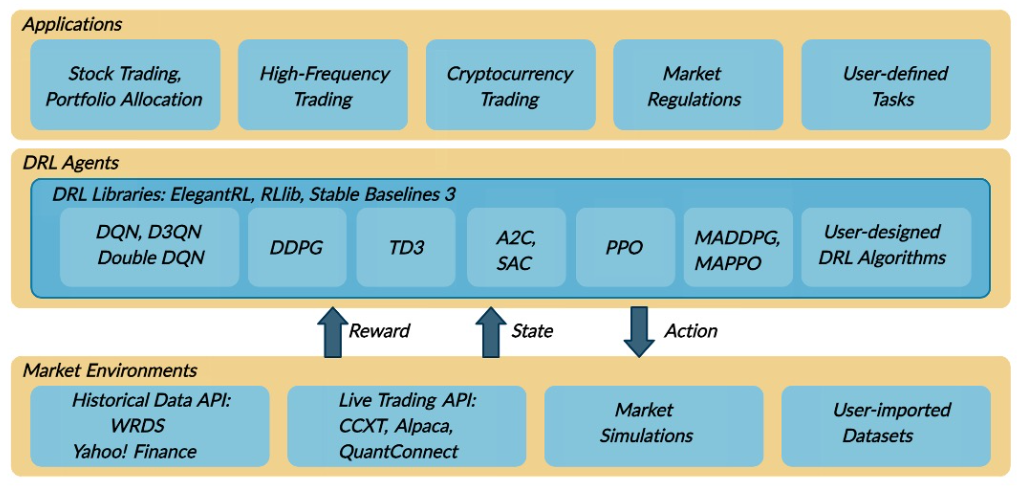 Applications
Stock Trading,
Portfolio Allocation
High-Frequency
Trading
Cryptocurrency
Trading
Market
Regulations
User-defined
Tasks
DRL Agents
DRL Libraries: ElegantRL, RLlib, Stable Baselines 3
DQN, D3QN
Double DQN
DDPG
TD3
A2C,
SAC
PPO
MADDPG,
MAPPO
User-designed
DRL Algorithms
Reward
State
Action
Market Environments
Historical Data API:
WRDS
Yahoo! Finance
Live Trading API:
CCXT, Alpaca,
QuantConnect
Market
Simulations
User-imported
Datasets